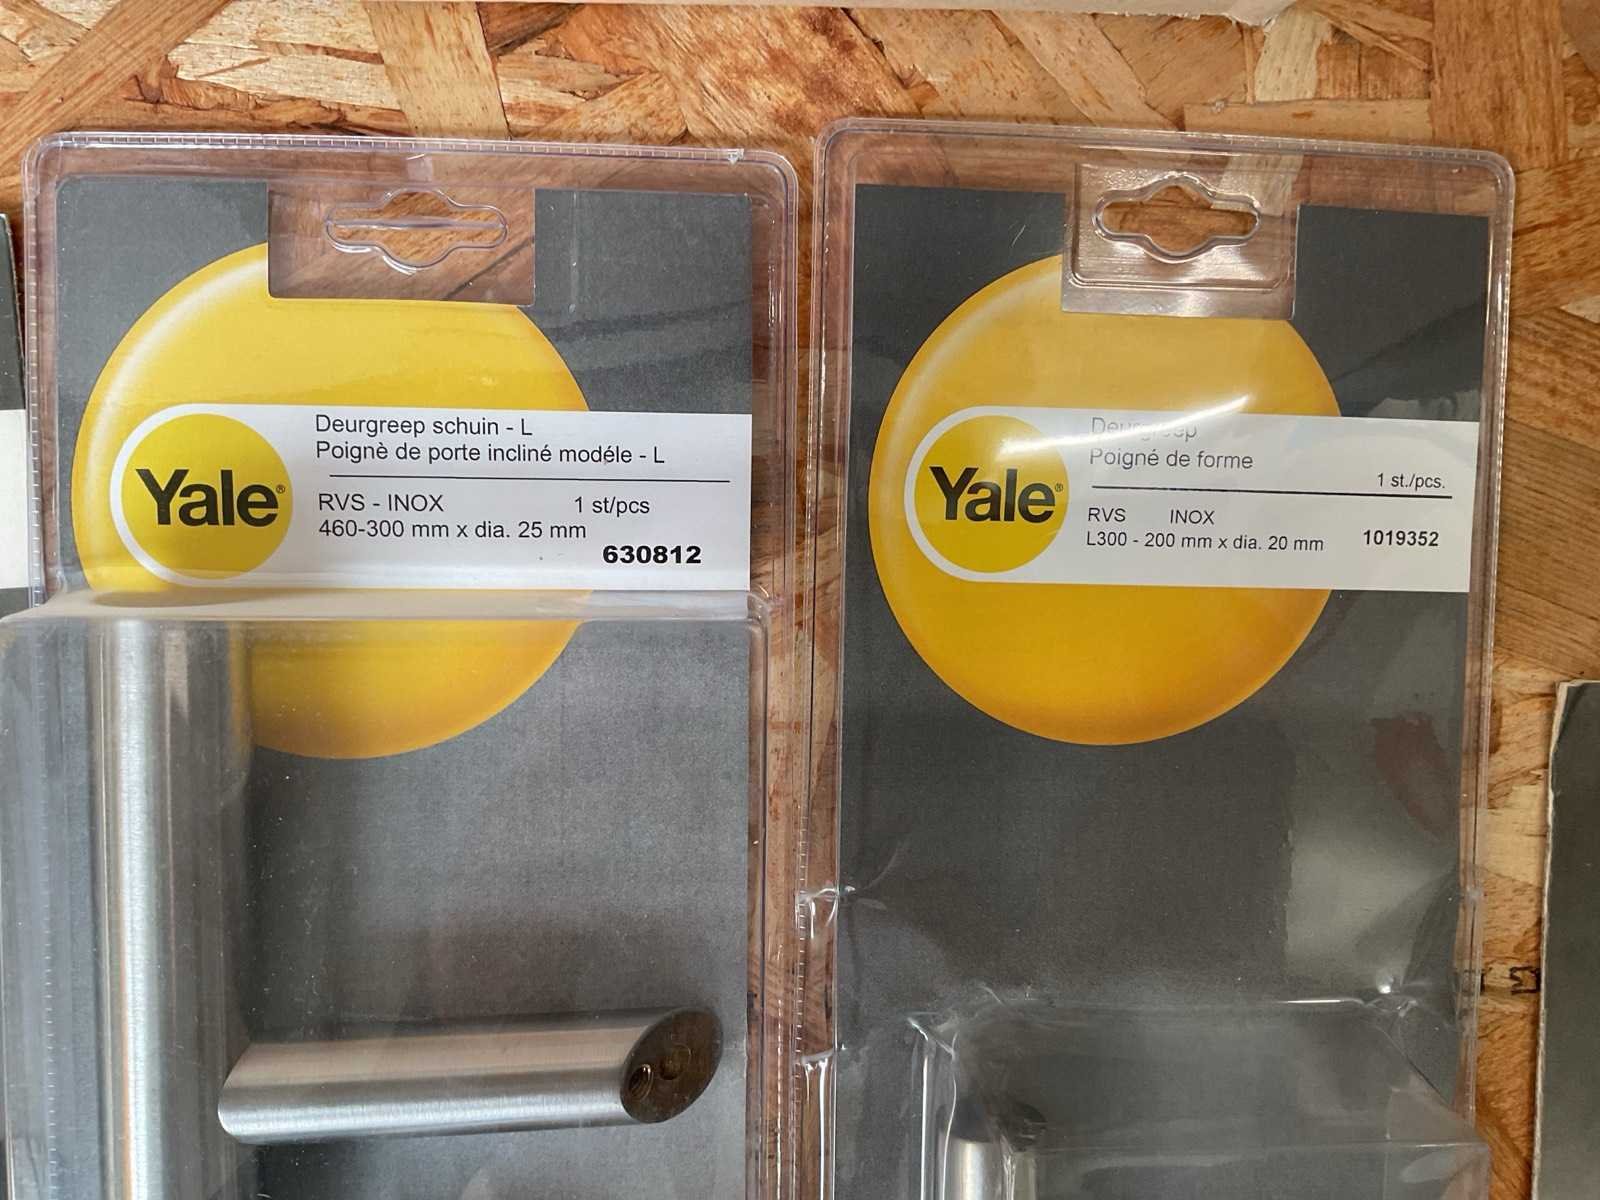 Deurgreep schuin - L
Poignè de porte incliné modéle - L
Yale®
RVS - INOX 1 st/pcs
460-300 mm x dia. 25 mm
630812
Deurgreep
Poigné de forme
1 st./pcs.
Yale®
RVS INOX
L300 - 200 mm x dia. 20 mm 1019352